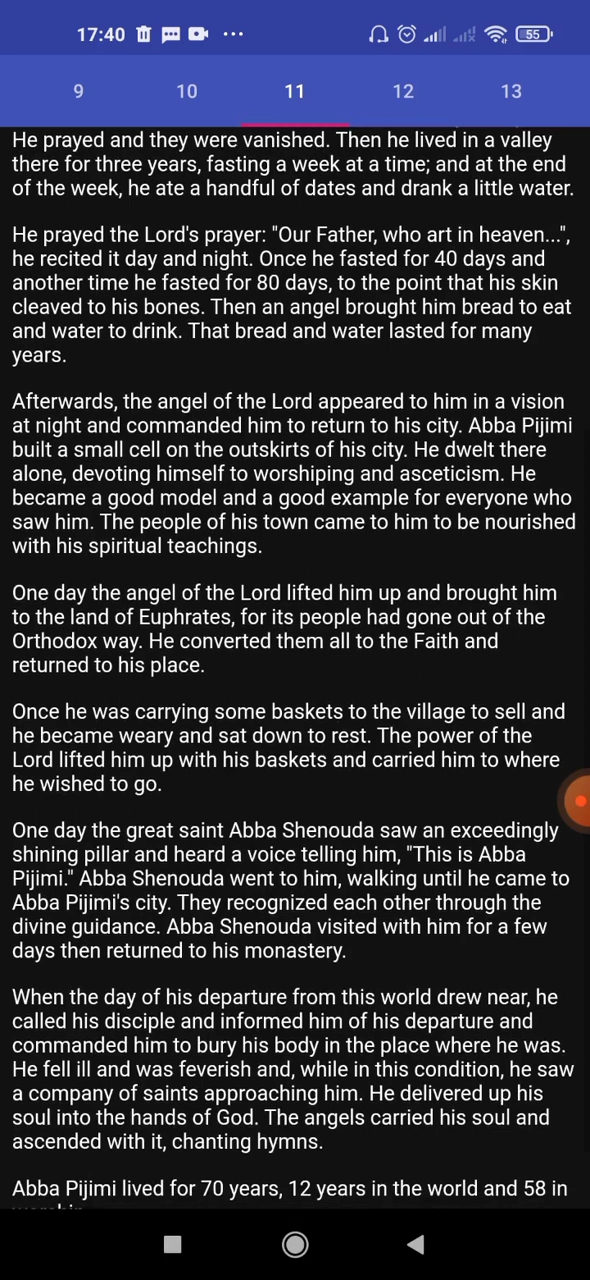 17:40
55
9 10 11 12 13
He prayed and they were vanished. Then he lived in a valley
there for three years, fasting a week at a time; and at the end
of the week, he ate a handful of dates and drank a little water.
He prayed the Lord's prayer: "Our Father, who art in heaven...",
he recited it day and night. Once he fasted for 40 days and
another time he fasted for 80 days, to the point that his skin
cleaved to his bones. Then an angel brought him bread to eat
and water to drink. That bread and water lasted for many
years.
Afterwards, the angel of the Lord appeared to him in a vision
at night and commanded him to return to his city. Abba Pijimi
built a small cell on the outskirts of his city. He dwelt there
alone, devoting himself to worshiping and asceticism. He
became a good model and a good example for everyone who
saw him. The people of his town came to him to be nourished
with his spiritual teachings.
One day the angel of the Lord lifted him up and brought him
to the land of Euphrates, for its people had gone out of the
Orthodox way. He converted them all to the Faith and
returned to his place.
Once he was carrying some baskets to the village to sell and
he became weary and sat down to rest. The power of the
Lord lifted him up with his baskets and carried him to where
he wished to go.
One day the great saint Abba Shenouda saw an exceedingly
shining pillar and heard a voice telling him, "This is Abba
Pijimi." Abba Shenouda went to him, walking until he came to
Abba Pijimi's city. They recognized each other through the
divine guidance. Abba Shenouda visited with him for a few
days then returned to his monastery.
When the day of his departure from this world drew near, he
called his disciple and informed him of his departure and
commanded him to bury his body in the place where he was.
He fell ill and was feverish and, while in this condition, he saw
a company of saints approaching him. He delivered up his
soul into the hands of God. The angels carried his soul and
ascended with it, chanting hymns.
Abba Pijimi lived for 70 years, 12 years in the world and 58 in